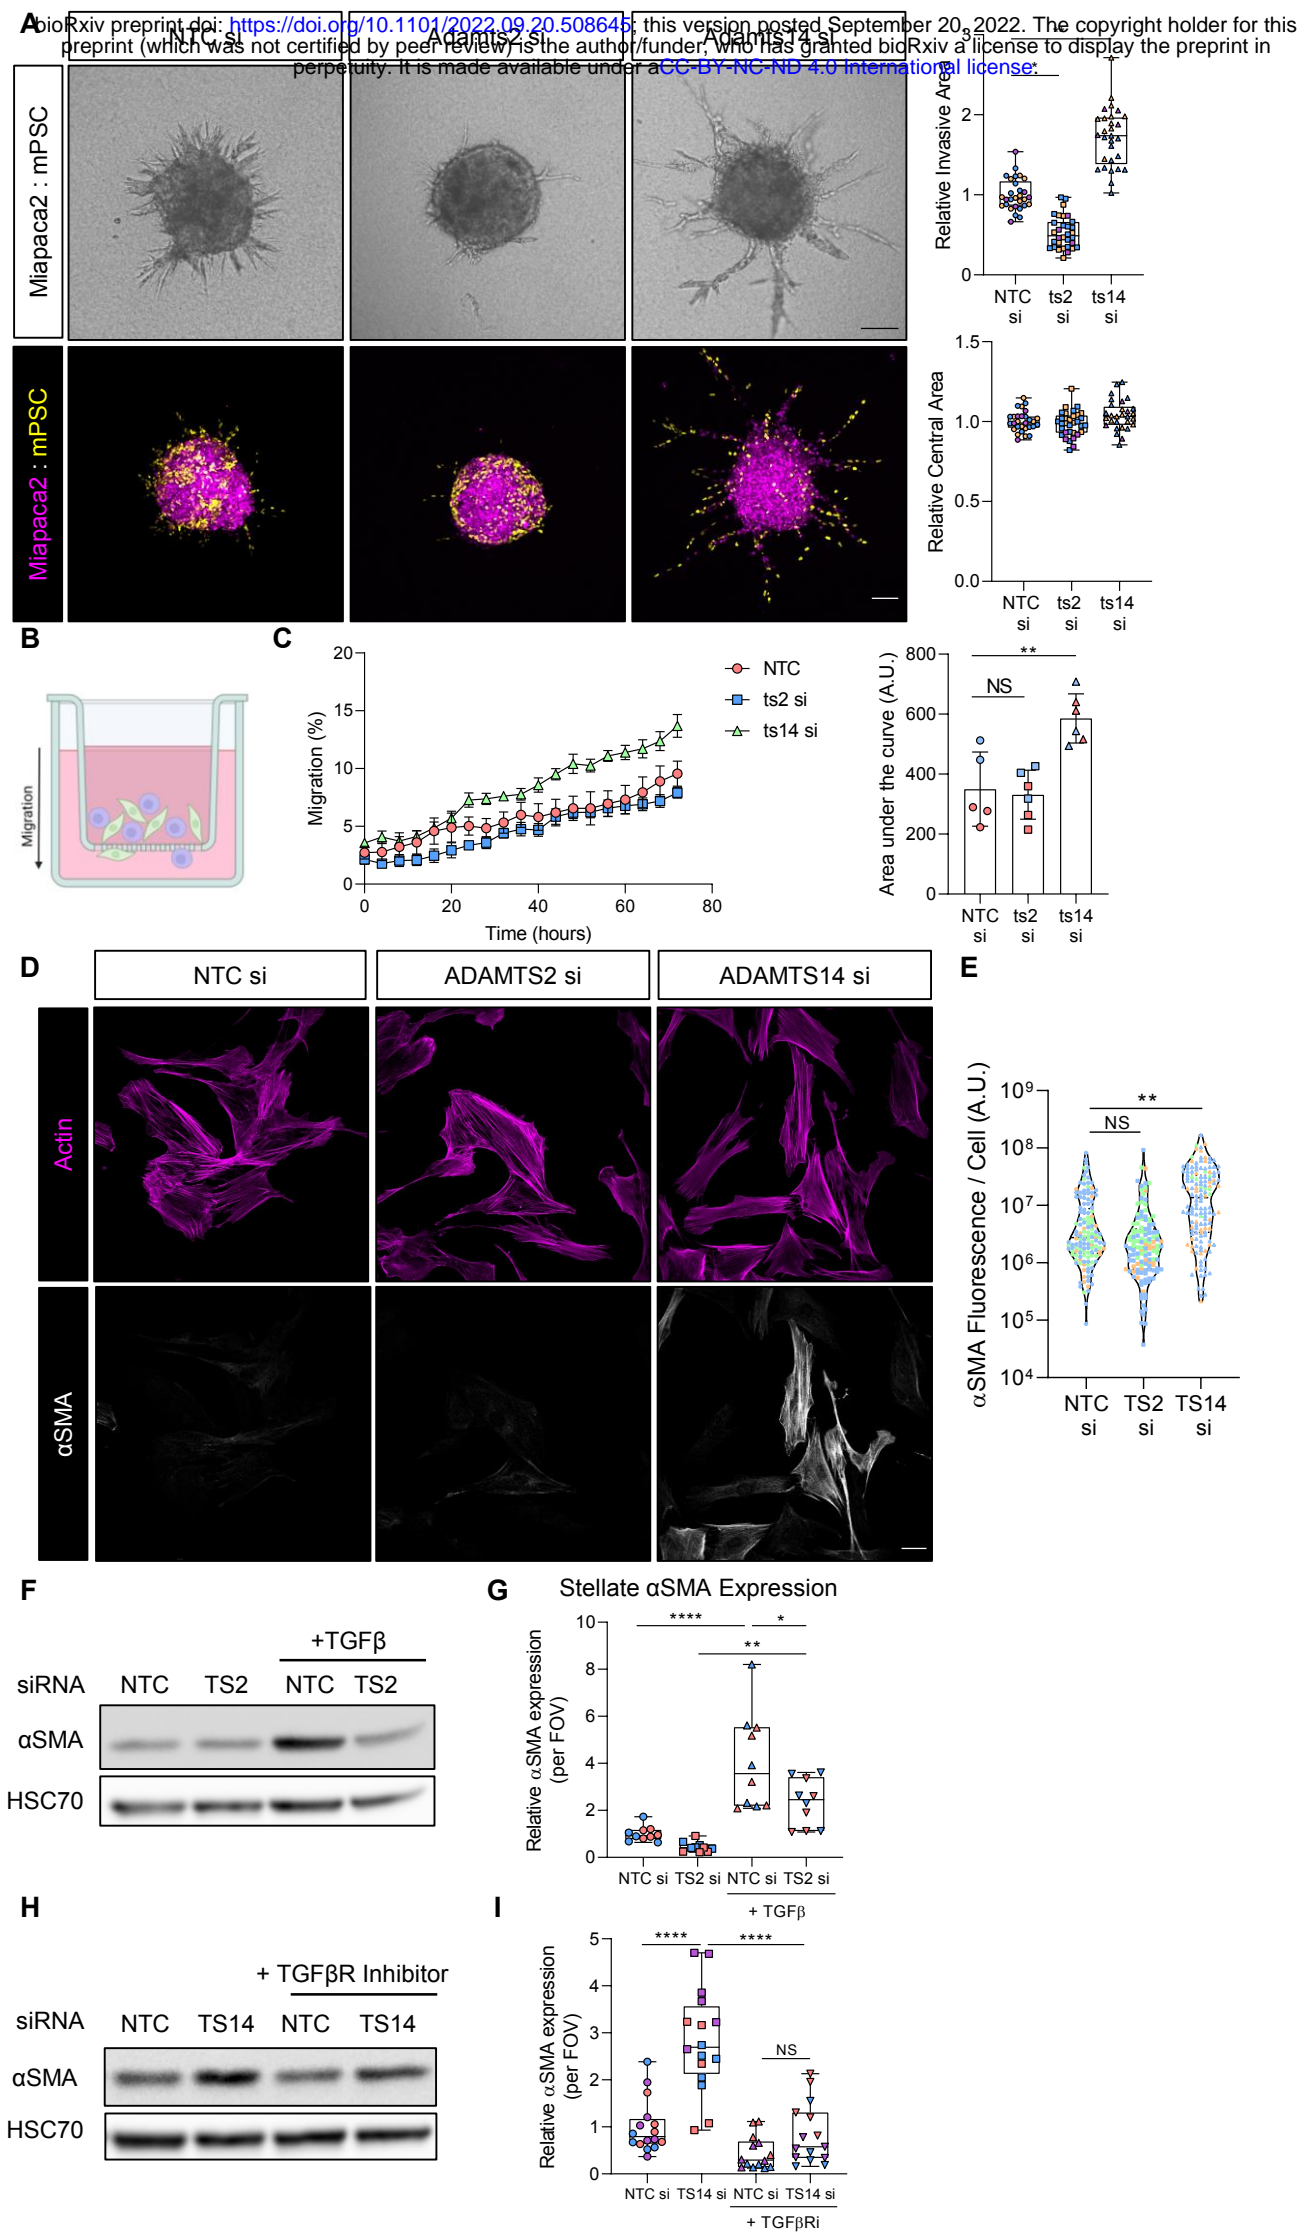 A
bioRxiv preprint doi: https://doi.org/10.1101/2022.09.20.508645; this version posted September 20, 2022. The copyright holder for this
preprint (which was not certified by peer review) is the author/funder, who has granted bioRxiv a license to display the preprint in
perpetuity. It is made available under aCC-BY-NC-ND 4.0 International license.
NTC si
Adamts2 si
Adamts14 si
Miapaca2 : mPSC
Miapaca2 : mPSC
Relative Invasive Area
3
2
1
0
*
NTC si
ts2 si
ts14 si
Relative Central Area
1.5
1.0
0.5
0.0
NTC si
ts2 si
ts14 si
B
Migration
C
Migration (%)
20
15
10
5
0
0 20 40 60 80
Time (hours)
NTC
ts2 si
ts14 si
Area under the curve (A.U.)
800
600
400
200
0
**
NS
NTC si
ts2 si
ts14 si
D
NTC si
ADAMTS2 si
ADAMTS14 si
Actin
αSMA
E
αSMA Fluorescence / Cell (A.U.)
10⁹
10⁸
10⁷
10⁶
10⁵
10⁴
**
NS
NTC si
TS2 si
TS14 si
F
+TGFβ
siRNA NTC TS2 NTC TS2
αSMA
HSC70
G
Stellate αSMA Expression
Relative αSMA expression
(per FOV)
10
8
6
4
2
0
**** *
**
NTC si TS2 si NTC si TS2 si
+ TGFβ
H
+ TGFβR Inhibitor
siRNA NTC TS14 NTC TS14
αSMA
HSC70
I
Relative αSMA expression
(per FOV)
5
4
3
2
1
0
**** ****
NS
NTC si TS14 si NTC si TS14 si
+ TGFβRi